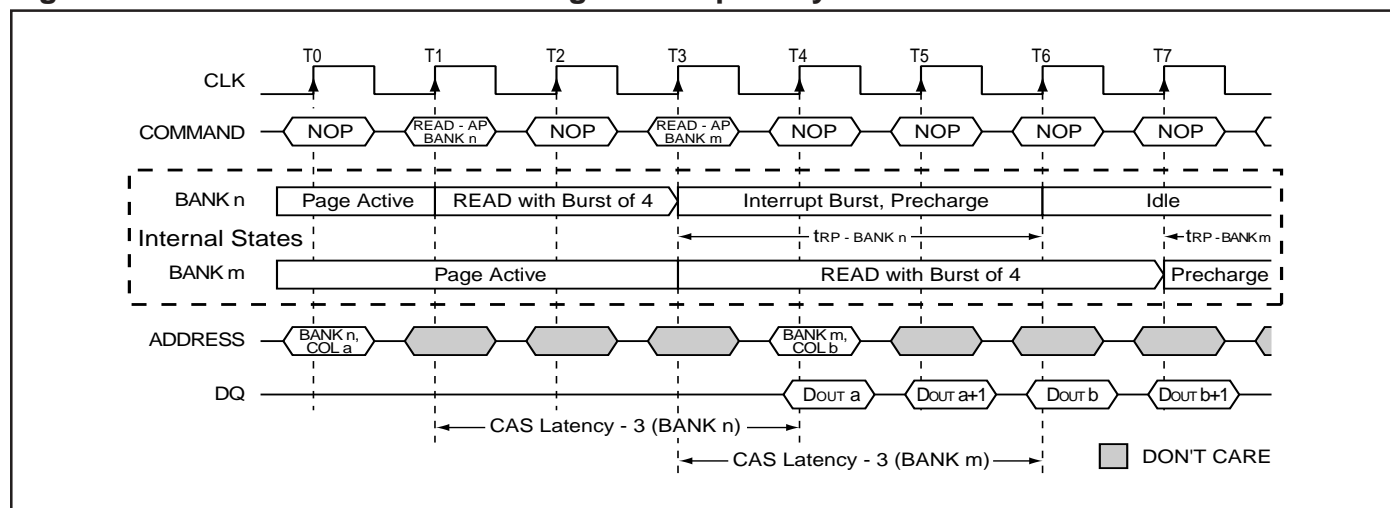 T0 T1 T2 T3 T4 T5 T6 T7
CLK
COMMAND NOP READ - AP BANK n NOP READ - AP BANK m NOP NOP NOP NOP
BANK n Page Active READ with Burst of 4 Interrupt Burst, Precharge Idle
Internal States tRP - BANK n tRP - BANK m
BANK m Page Active READ with Burst of 4 Precharge
ADDRESS BANK n, COL a BANK m, COL b
DQ DOUT a DOUT a+1 DOUT b DOUT b+1
CAS Latency - 3 (BANK n)
CAS Latency - 3 (BANK m) DON'T CARE